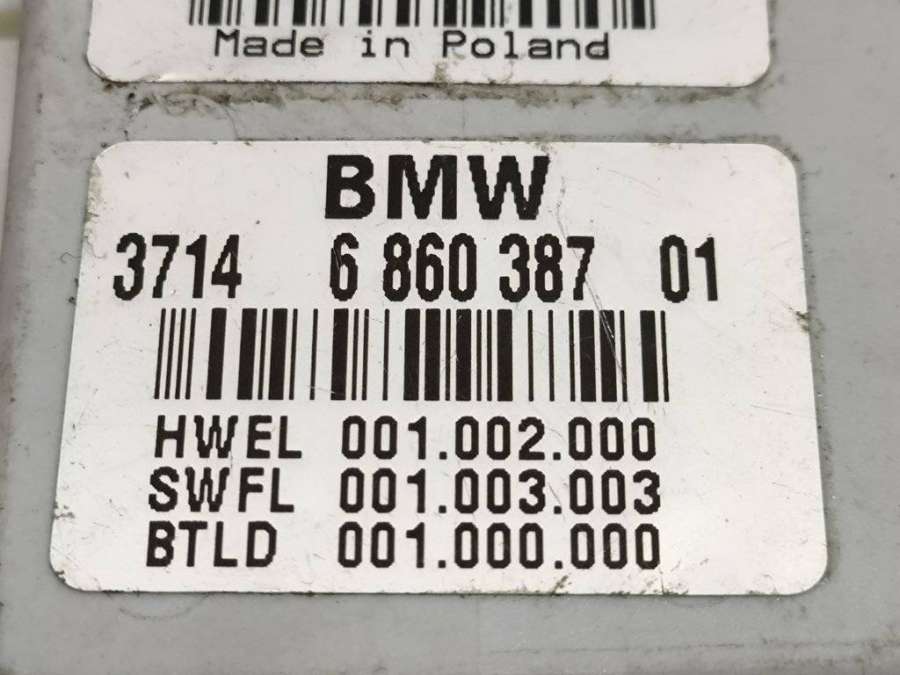 Made in Poland
BMW
3714 6 860 387 01
HWEL 001.002.000
SWFL 001.003.003
BTLD 001.000.000